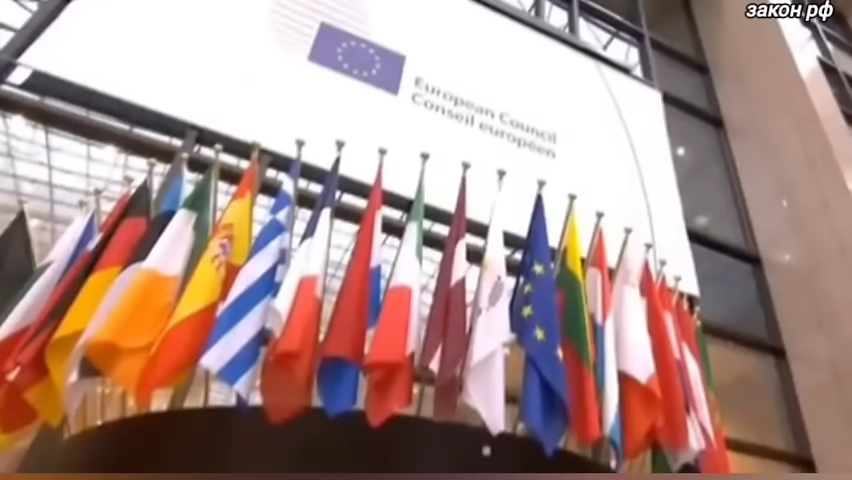 закон.рф
European Council
Conseil européen